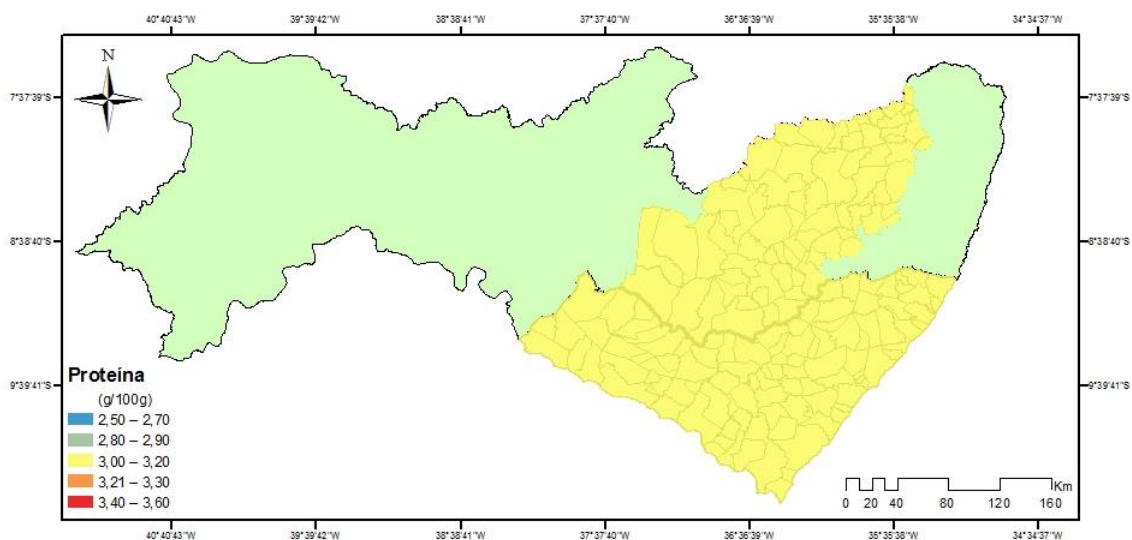 40°40'43"W 39°39'42"W 38°38'41"W 37°37'40"W 36°36'39"W 35°35'38"W 34°34'37"W
N
7°37'39"S 7°37'39"S
8°38'40"S 8°38'40"S
9°39'41"S 9°39'41"S
Proteína
(g/100g)
2,50 – 2,70
2,80 – 2,90
3,00 – 3,20
3,21 – 3,30
3,40 – 3,60
Km
0 20 40 80 120 160
40°40'43"W 39°39'42"W 38°38'41"W 37°37'40"W 36°36'39"W 35°35'38"W 34°34'37"W